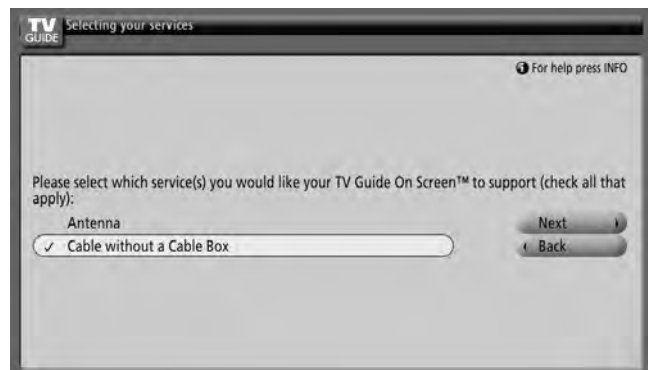 TV
GUIDE
Selecting your services
For help press INFO
Please select which service(s) you would like your TV Guide On Screen™ to support (check all that
apply):
Antenna
Next
✓ Cable without a Cable Box
Back